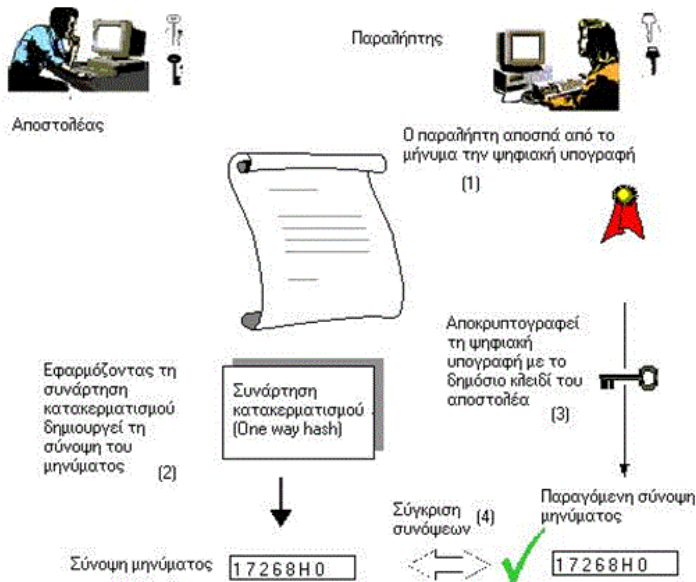 Παραλήπτης
Αποστολέας
Ο παραλήπτη αποσπά από το
μήνυμα την ψηφιακή υπογραφή
(1)
Αποκρυπτογραφεί
τη ψηφιακή
υπογραφή με το
δημόσιο κλειδί του
αποστολέα
(3)
Εφαρμόζοντας τη
συνάρτηση
κατακερματισμού
δημιουργεί τη
σύνοψη του
μηνύματος (2)
Συνάρτηση
κατακερματισμού
(One way hash)
Σύγκριση (4)
συνόψεων
Παραγόμενη σύνοψη
μηνύματος
Σύνοψη μηνύματος 17268H0
17268H0